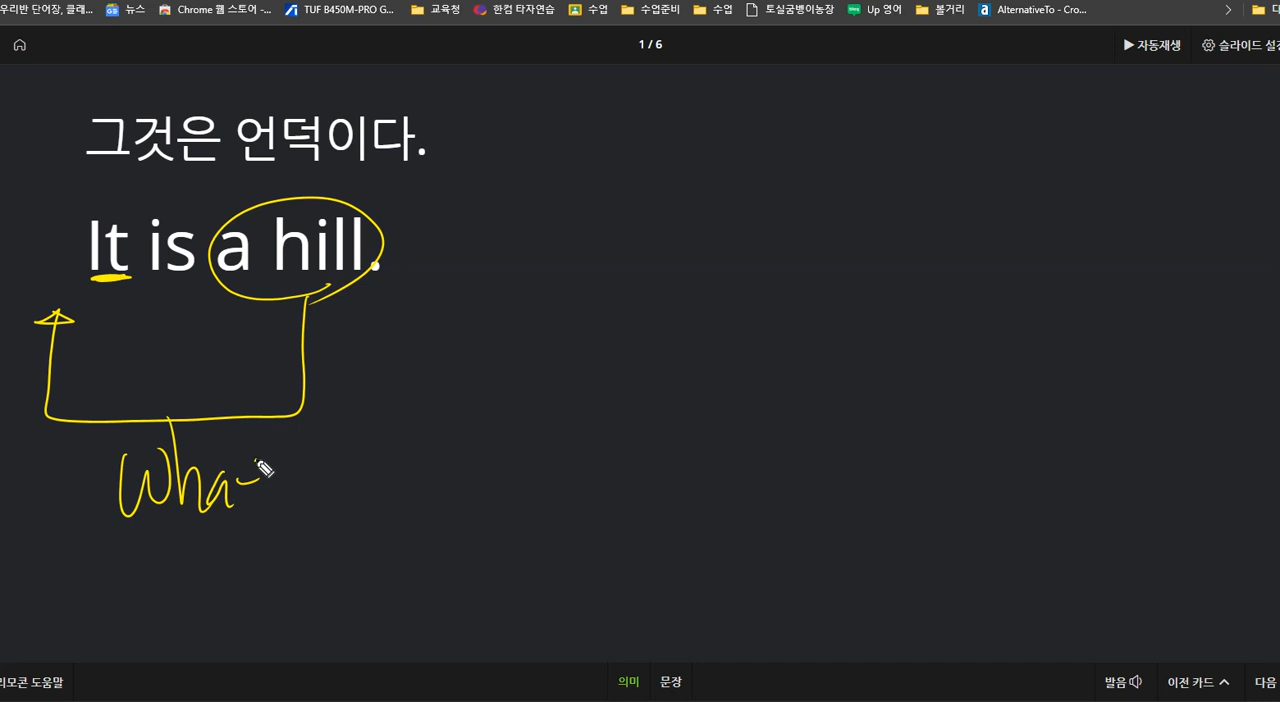 우리반 단어장, 클래... 뉴스 Chrome 웹 스토어 -... TUF B450M-PRO G... 교육청 한컴 타자연습 수업 수업준비 수업 토실굼뱅이농장 Up 영어 볼거리 AlternativeTo - Cro...
1 / 6 자동재생 슬라이드 설정
그것은 언덕이다.
It is a hill.
Wha
리모콘 도움말 의미 문장 발음 이전 카드 다음